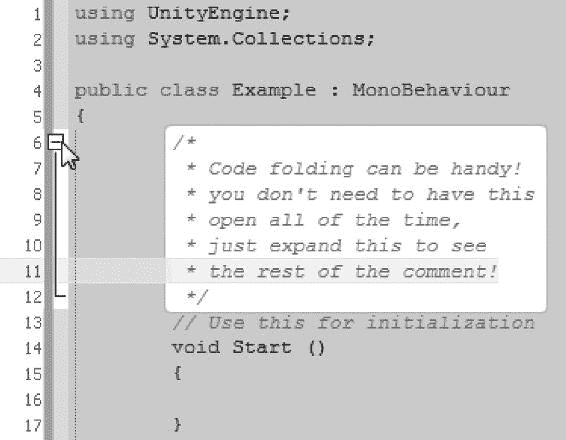 1 using UnityEngine;
2 using System.Collections;
3
4 public class Example : MonoBehaviour
5 {
6 /*
7 * Code folding can be handy!
8 * you don't need to have this
9 * open all of the time,
10 * just expand this to see
11 * the rest of the comment!
12 */
13 // Use this for initialization
14 void Start ()
15 {
16
17 }